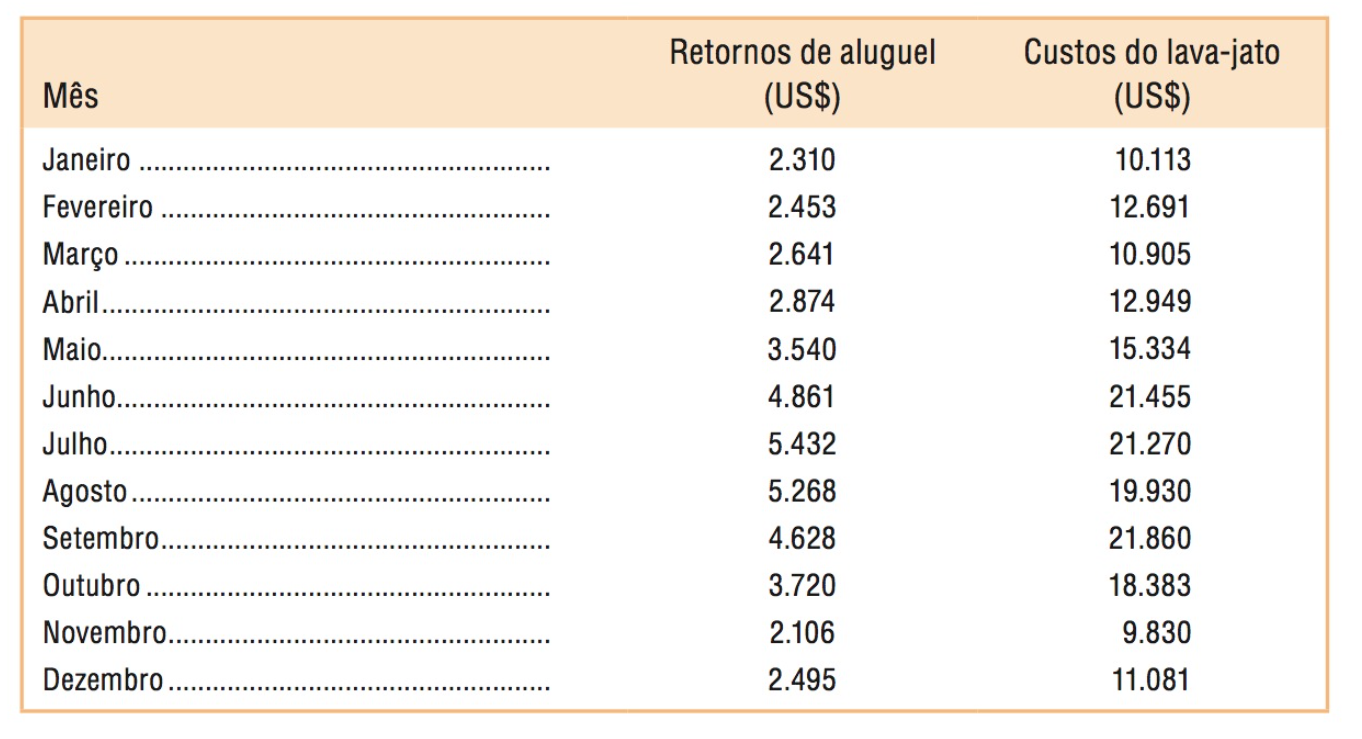 Mês Retornos de aluguel (US$) Custos do lava-jato (US$)
Janeiro ........................................................ 2.310 10.113
Fevereiro ..................................................... 2.453 12.691
Março .......................................................... 2.641 10.905
Abril............................................................. 2.874 12.949
Maio............................................................. 3.540 15.334
Junho........................................................... 4.861 21.455
Julho............................................................ 5.432 21.270
Agosto ......................................................... 5.268 19.930
Setembro..................................................... 4.628 21.860
Outubro ....................................................... 3.720 18.383
Novembro.................................................... 2.106 9.830
Dezembro .................................................... 2.495 11.081